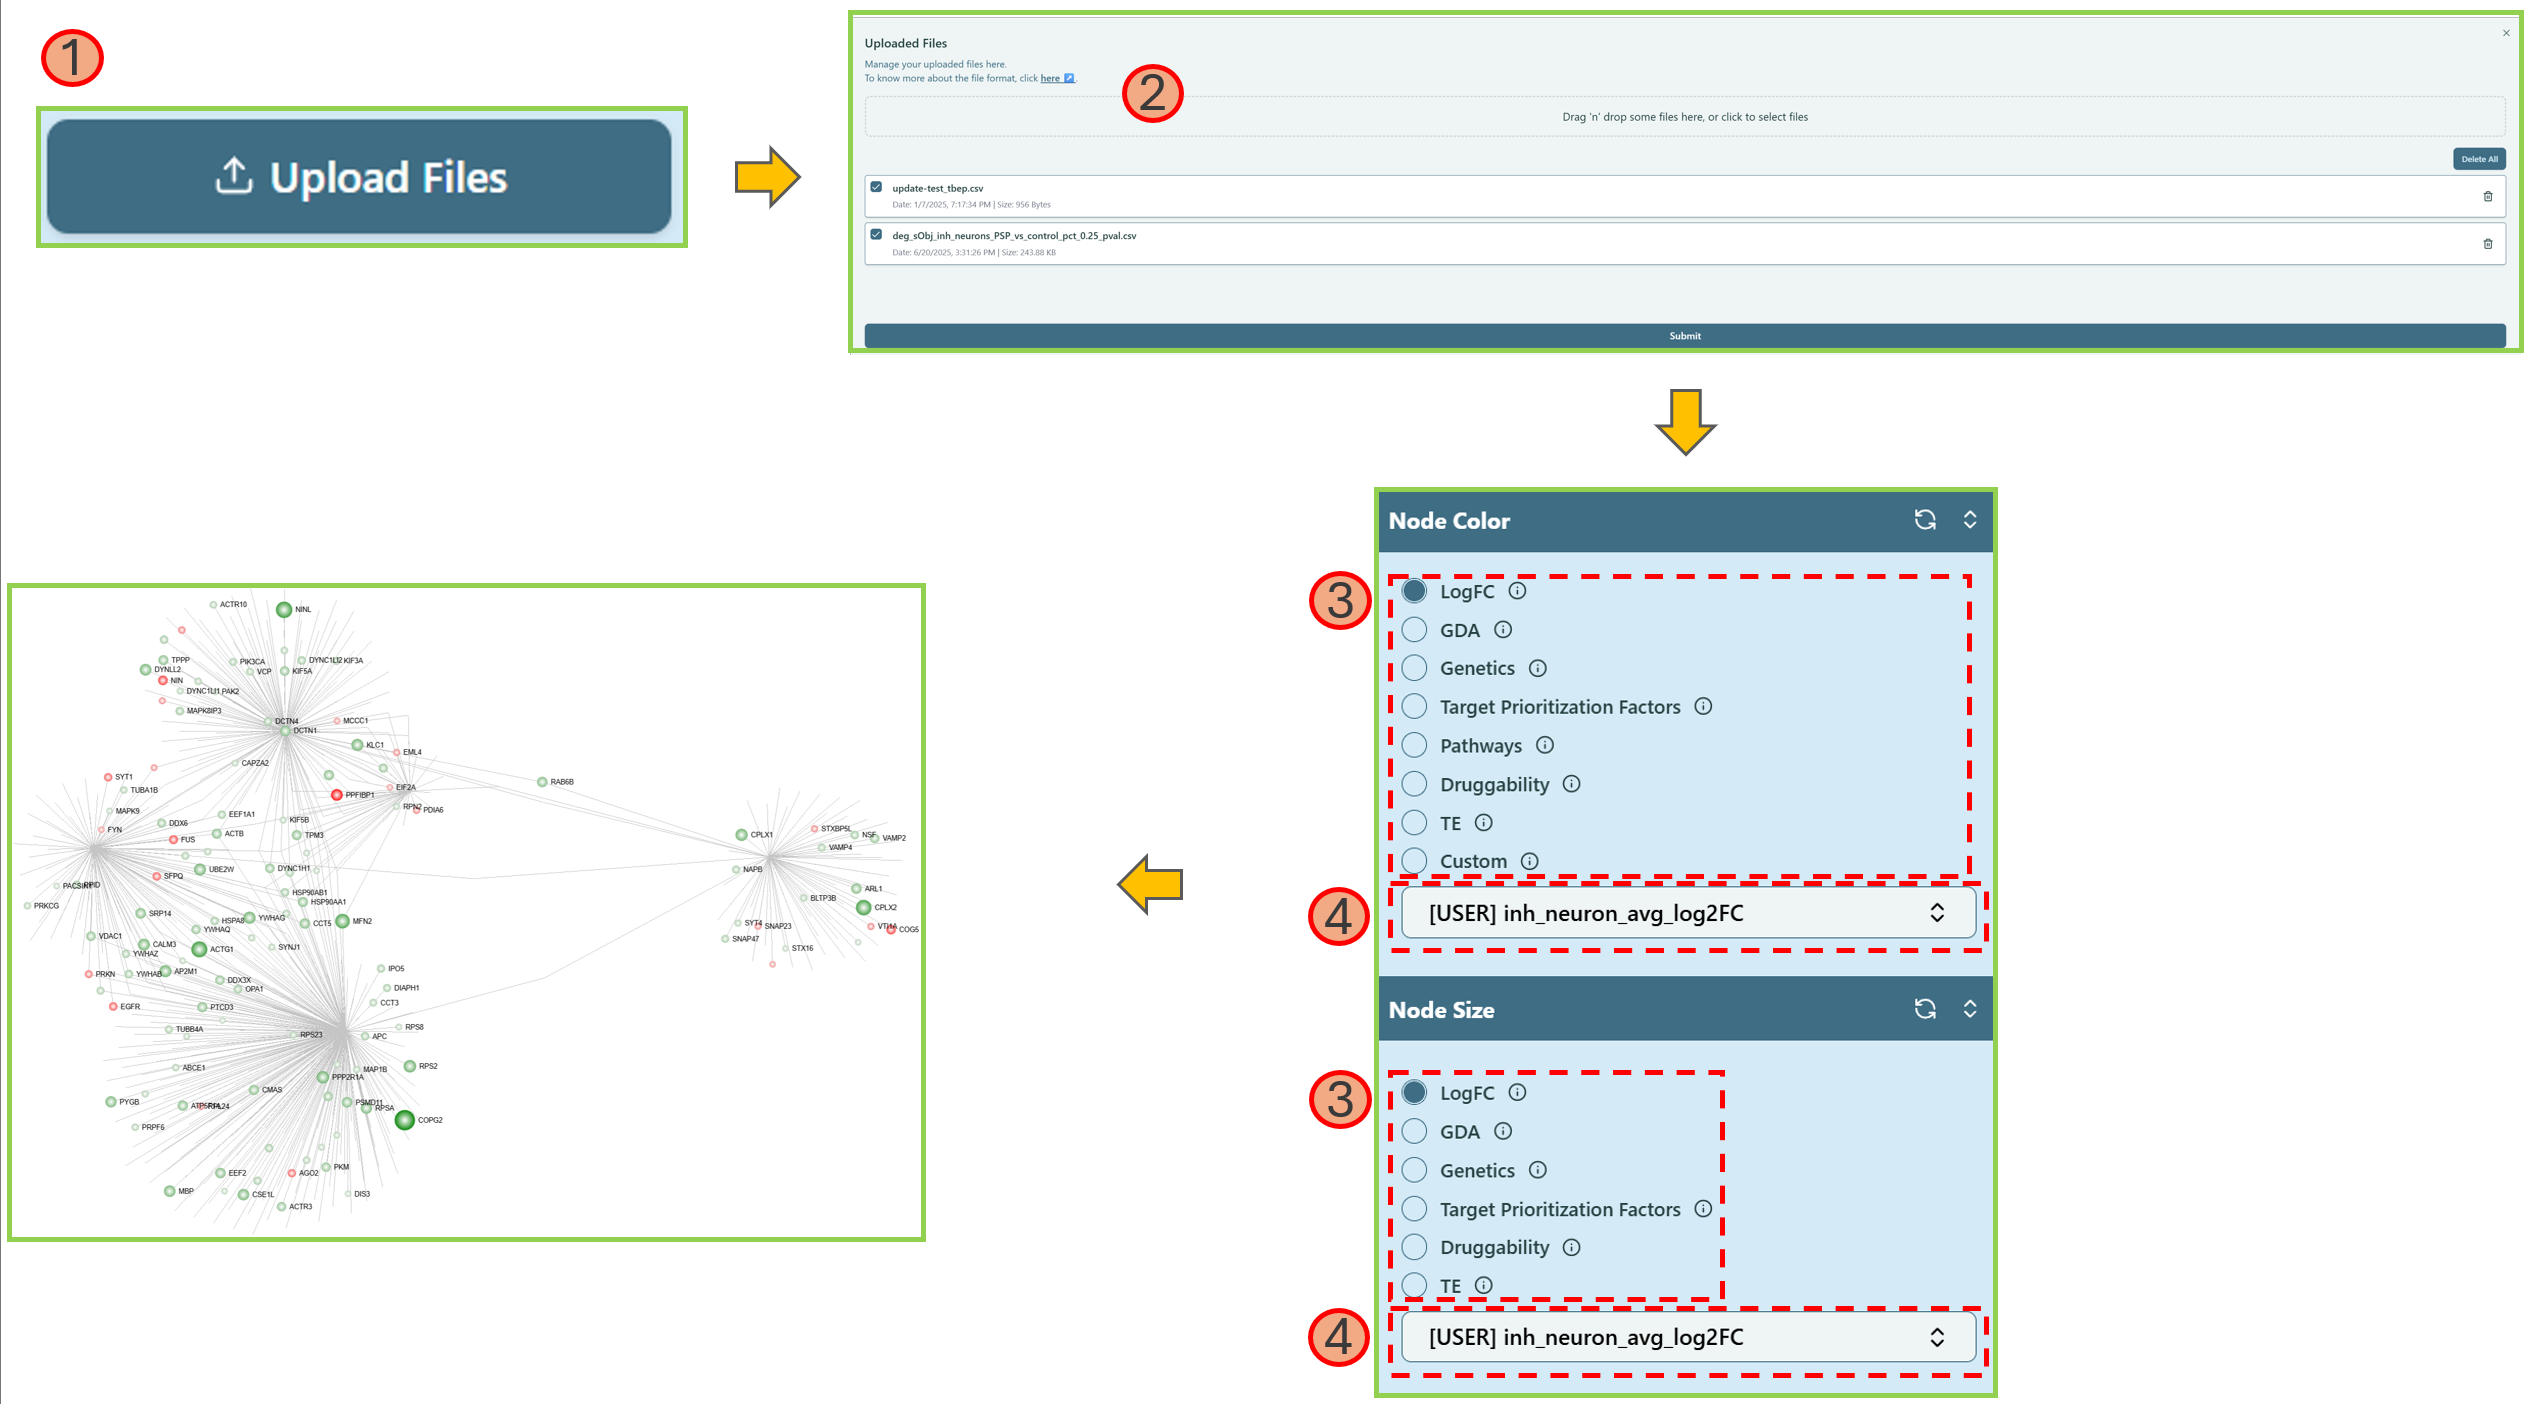 1
Upload Files
Uploaded Files
Manage your uploaded files here.
To know more about the file format, click here
2
Drag 'n' drop some files here, or click to select files
Delete All
update-test_tbep.csv
Date: 1/7/2025, 7:17:34 PM | Size: 956 Bytes
deg_sObj_inh_neurons_PSP_vs_control_pct_0.25_pval.csv
Date: 6/20/2025, 3:31:26 PM | Size: 243.88 KB
Submit
Node Color
3
LogFC
GDA
Genetics
Target Prioritization Factors
Pathways
Druggability
TE
Custom
4
[USER] inh_neuron_avg_log2FC
Node Size
3
LogFC
GDA
Genetics
Target Prioritization Factors
Druggability
TE
4
[USER] inh_neuron_avg_log2FC
ACTR10
NINL
TPPP
PIK3CA
DYNC1LI2
KIF3A
DYNLL2
VCP
KIF5A
NIN
DYNC1LI1
PAK2
MAPK8IP3
DCTN4
MCCC1
DCTN1
KLC1
EML4
CAPZA2
SYT1
RAB6B
TUBA1B
EIF2A
PPFIBP1
MAPK9
RPN2
PDIA6
EEF1A1
KIF5B
DDX6
FYN
ACTB
TPM3
FUS
CPLX1
STXBP5L
NSF
VAMP2
VAMP4
UBE2W
DYNC1H1
NAPB
SFPQ
PACSIN1
ARL1
HSP90AB1
BLTP3B
HSP90AA1
PRKCG
CPLX2
SRP14
HSPA8
YWHAG
CCT5
MFN2
SYT4
SNAP23
VTI1A
COG5
YWHAQ
VDAC1
SNAP47
CALM3
ACTG1
SYNJ1
STX16
YWHAZ
IPO5
PRKN
YWHAB
AP2M1
DDX3X
OPA1
DIAPH1
CCT3
EGFR
PTCD3
TUBB4A
RPS8
RPS23
APC
ABCE1
MAP1B
RPS2
PPP2R1A
CMAS
PYGB
PSMD11
RPSA
COPG2
PRPF6
PKM
EEF2
AGO2
MBP
CSE1L
DIS3
ACTR3